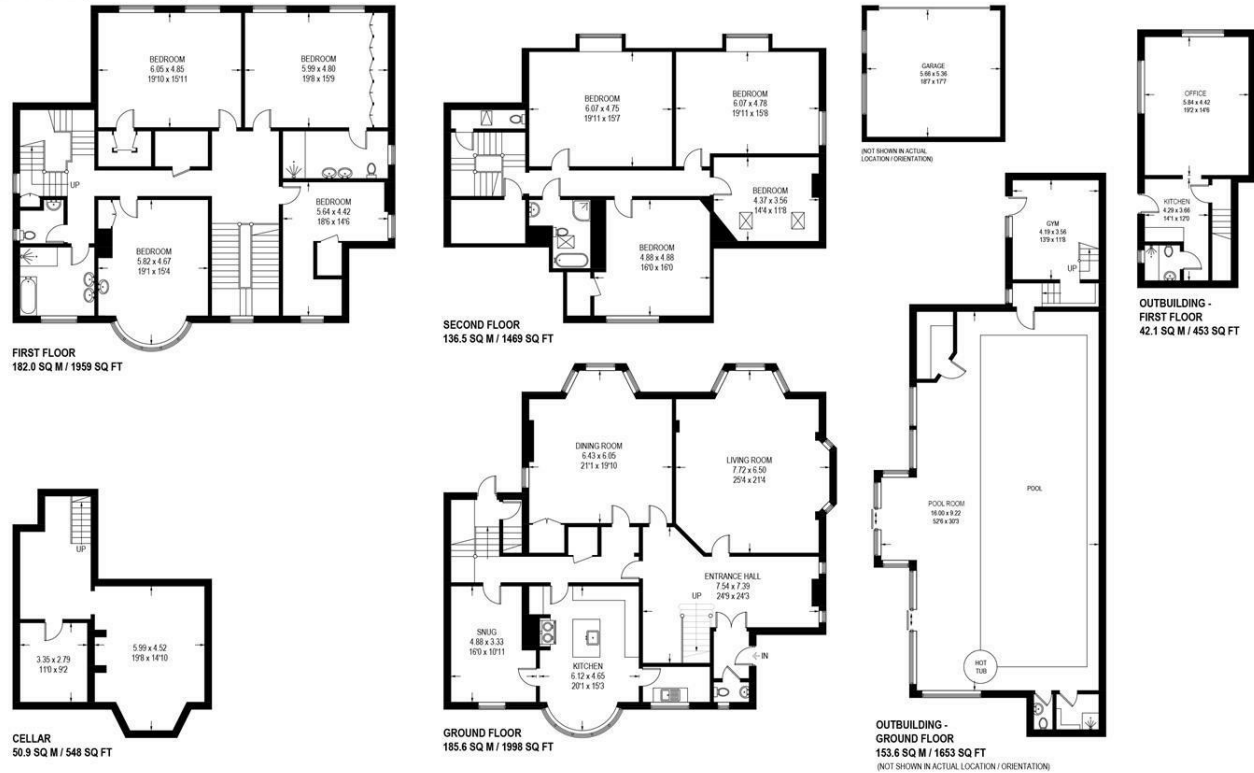 BEDROOM
6.05 x 4.85
19'10 x 15'11
BEDROOM
5.99 x 4.80
19'8 x 15'9
UP
BEDROOM
5.82 x 4.67
19'1 x 15'4
BEDROOM
5.64 x 4.42
18'6 x 14'6
FIRST FLOOR
182.0 SQ M / 1959 SQ FT
BEDROOM
6.07 x 4.75
19'11 x 15'7
BEDROOM
6.07 x 4.78
19'11 x 15'8
BEDROOM
4.37 x 3.56
14'4 x 11'8
BEDROOM
4.88 x 4.88
16'0 x 16'0
SECOND FLOOR
136.5 SQ M / 1469 SQ FT
GARAGE
5.66 x 5.36
18'7 x 17'7
(NOT SHOWN IN ACTUAL
LOCATION / ORIENTATION)
OFFICE
5.84 x 4.42
19'2 x 14'6
KITCHEN
4.29 x 3.66
14'1 x 12'0
OUTBUILDING -
FIRST FLOOR
42.1 SQ M / 453 SQ FT
UP
3.35 x 2.79
11'0 x 9'2
5.99 x 4.52
19'8 x 14'10
CELLAR
50.9 SQ M / 548 SQ FT
DINING ROOM
6.43 x 6.05
21'1 x 19'10
LIVING ROOM
7.72 x 6.50
25'4 x 21'4
ENTRANCE HALL
7.54 x 7.39
24'9 x 24'3
UP
SNUG
4.88 x 3.33
16'0 x 10'11
KITCHEN
6.12 x 4.65
20'1 x 15'3
IN
GROUND FLOOR
185.6 SQ M / 1998 SQ FT
GYM
4.19 x 3.56
13'9 x 11'8
UP
POOL ROOM
16.00 x 9.22
52'6 x 30'3
POOL
HOT
TUB
OUTBUILDING -
GROUND FLOOR
153.6 SQ M / 1653 SQ FT
(NOT SHOWN IN ACTUAL LOCATION / ORIENTATION)